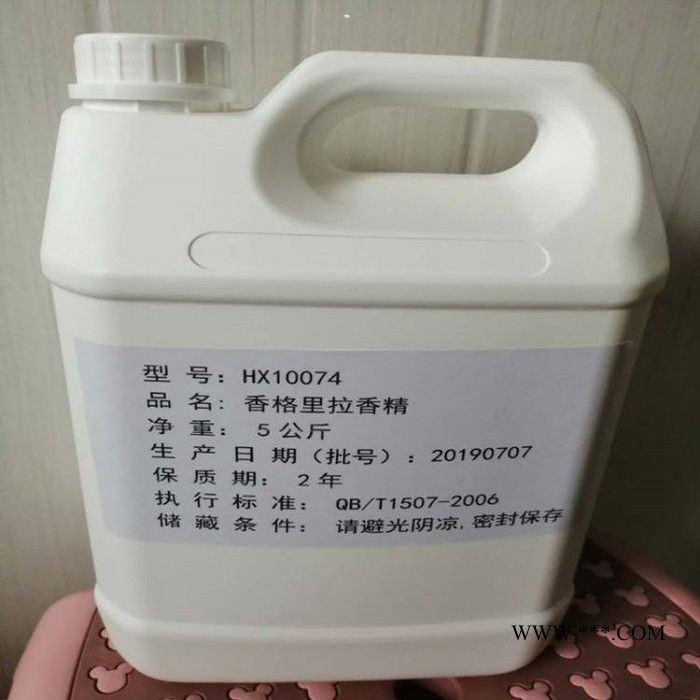 型 号：HX10074
品 名：香格里拉香精
净 重： 5公斤
生 产 日 期（批号）：20190707
保 质 期： 2年
执 行 标 准： QB/T1507-2006
储 藏 条 件： 请避光阴凉,密封保存
WWW.***.COM